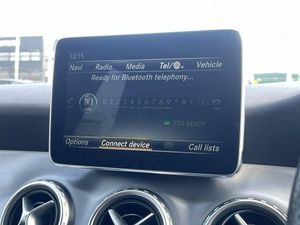 12:15
Navi Radio Media Tel/ Vehicle
Ready for Bluetooth telephony...
0 1 2 3 4 5 6 7 8 9 * # +
SOS READY
Options Connect device Call lists